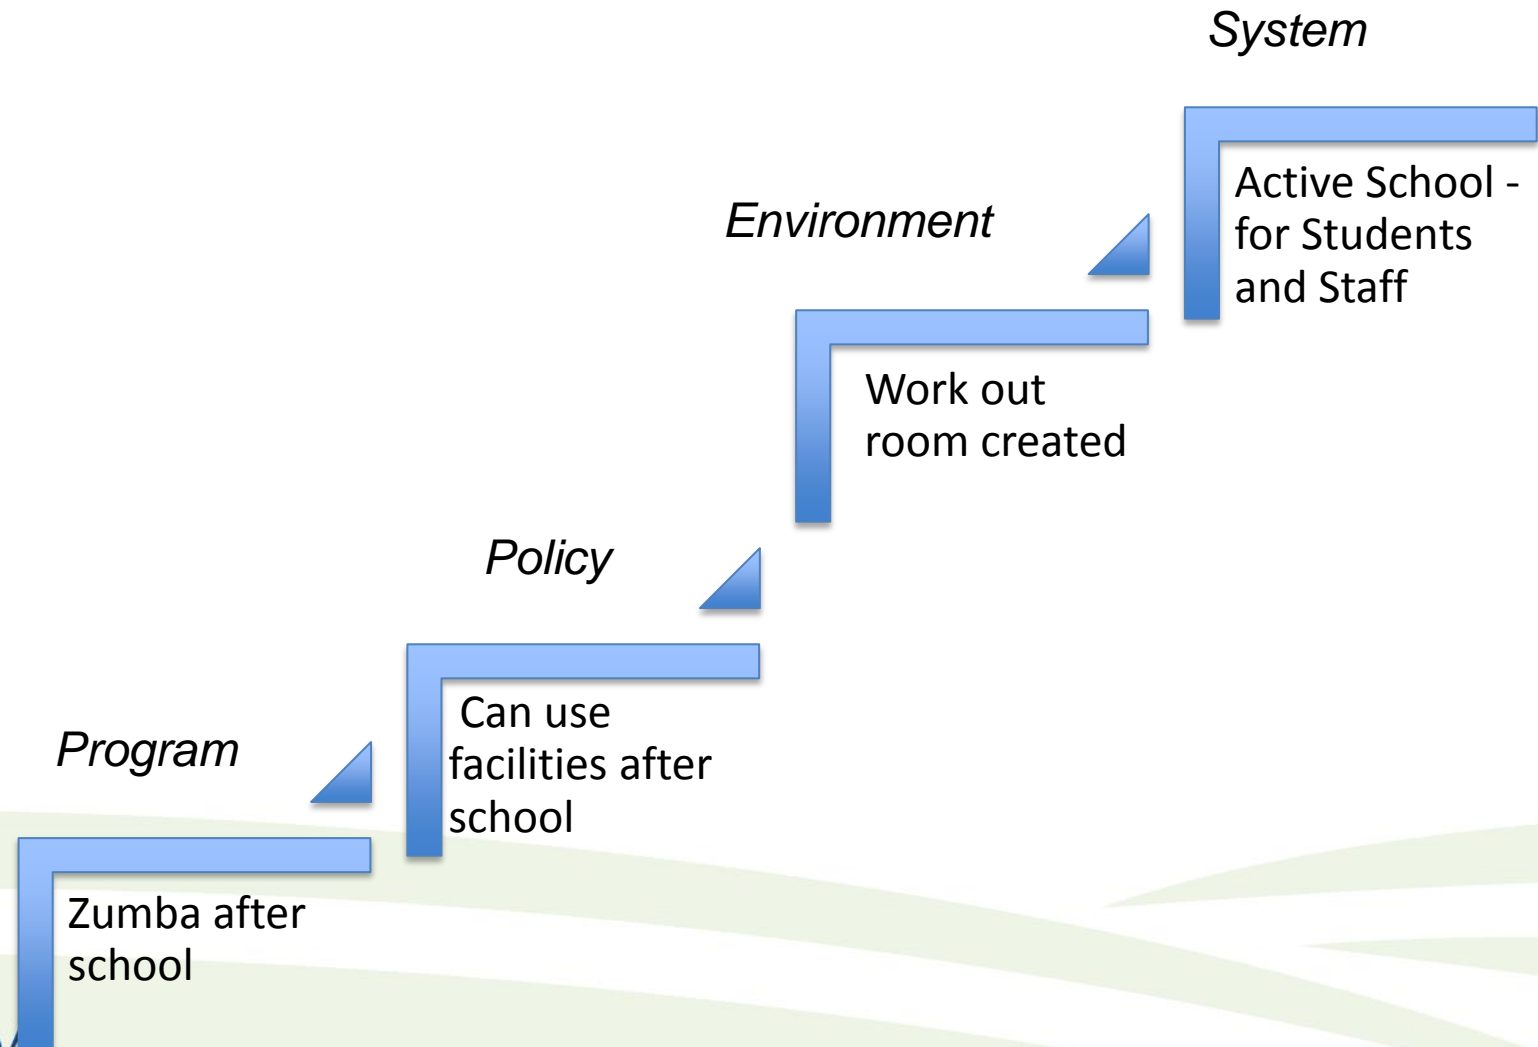 System
Active School -
for Students
and Staff
Environment
Work out
room created
Policy
Can use
facilities after
school
Program
Zumba after
school